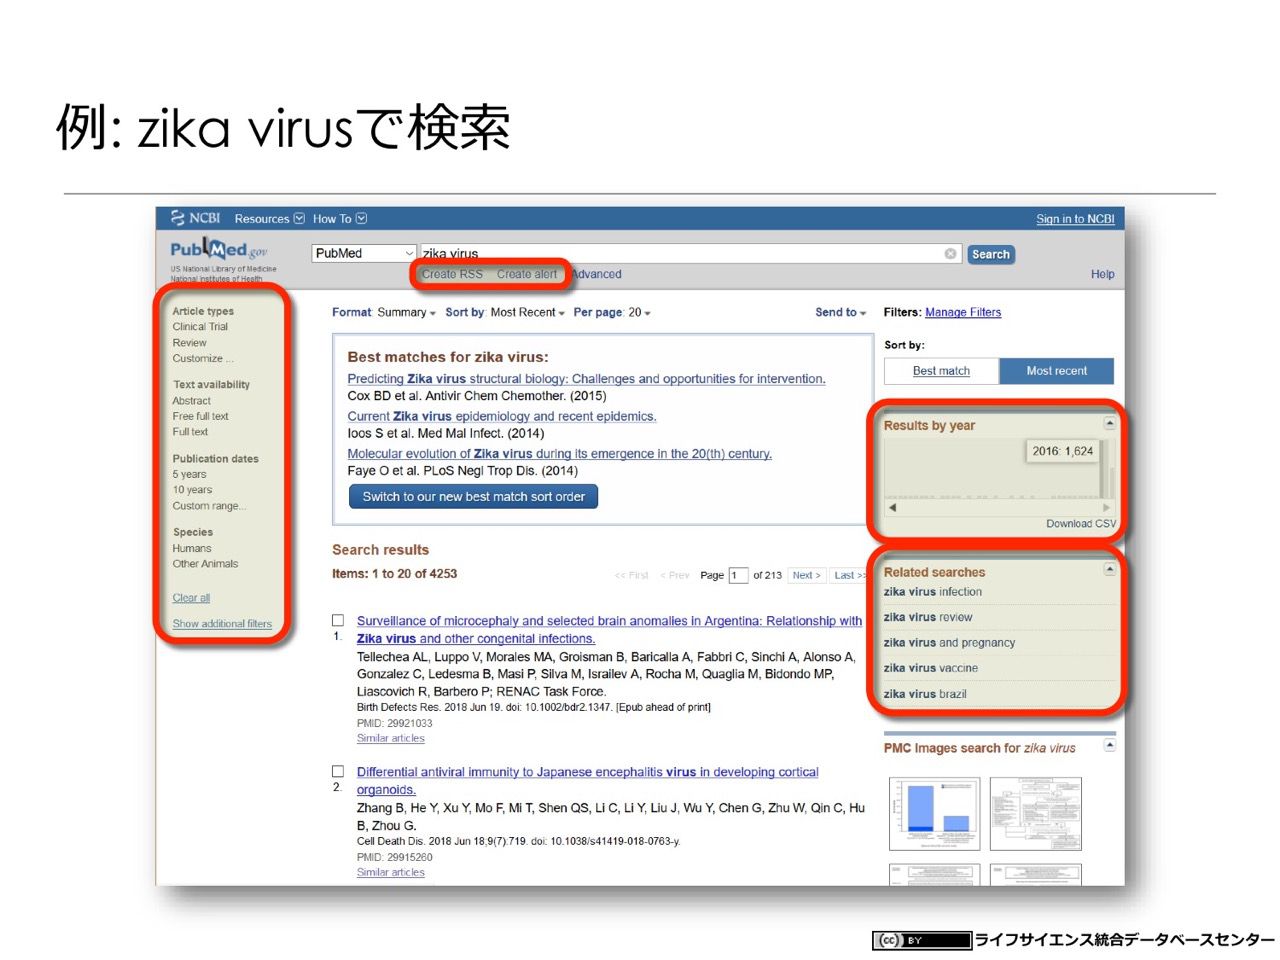 例: zika virusで検索
NCBI Resources How To Sign in to NCBI
PubMed.gov
US National Library of Medicine
National Institutes of Health
PubMed zika virus Search
Create RSS Create alert Advanced Help
Article types
Clinical Trial
Review
Customize ...
Text availability
Abstract
Free full text
Full text
Publication dates
5 years
10 years
Custom range...
Species
Humans
Other Animals
Clear all
Show additional filters
Format: Summary Sort by: Most Recent Per page: 20 Send to
Best matches for zika virus:
Predicting Zika virus structural biology: Challenges and opportunities for intervention.
Cox BD et al. Antivir Chem Chemother. (2015)
Current Zika virus epidemiology and recent epidemics.
Ioos S et al. Med Mal Infect. (2014)
Molecular evolution of Zika virus during its emergence in the 20(th) century.
Faye O et al. PLoS Negl Trop Dis. (2014)
Switch to our new best match sort order
Search results
Items: 1 to 20 of 4253
<< First < Prev Page 1 of 213 Next > Last >>
Surveillance of microcephaly and selected brain anomalies in Argentina: Relationship with
1. Zika virus and other congenital infections.
Tellechea AL, Luppo V, Morales MA, Groisman B, Baricalla A, Fabbri C, Sinchi A, Alonso A,
Gonzalez C, Ledesma B, Masi P, Silva M, Israilev A, Rocha M, Quaglia M, Bidondo MP,
Liascovich R, Barbero P; RENAC Task Force.
Birth Defects Res. 2018 Jun 19. doi: 10.1002/bdr2.1347. [Epub ahead of print]
PMID: 29921033
Similar articles
Differential antiviral immunity to Japanese encephalitis virus in developing cortical
2. organoids.
Zhang B, He Y, Xu Y, Mo F, Mi T, Shen QS, Li C, Li Y, Liu J, Wu Y, Chen G, Zhu W, Qin C, Hu
B, Zhou G.
Cell Death Dis. 2018 Jun 18;9(7):719. doi: 10.1038/s41419-018-0763-y.
PMID: 29915260
Similar articles
Filters: Manage Filters
Sort by:
Best match Most recent
Results by year
2016: 1,624
Download CSV
Related searches
zika virus infection
zika virus review
zika virus and pregnancy
zika virus vaccine
zika virus brazil
PMC Images search for zika virus
(cc) BY ライフサイエンス統合データベースセンター